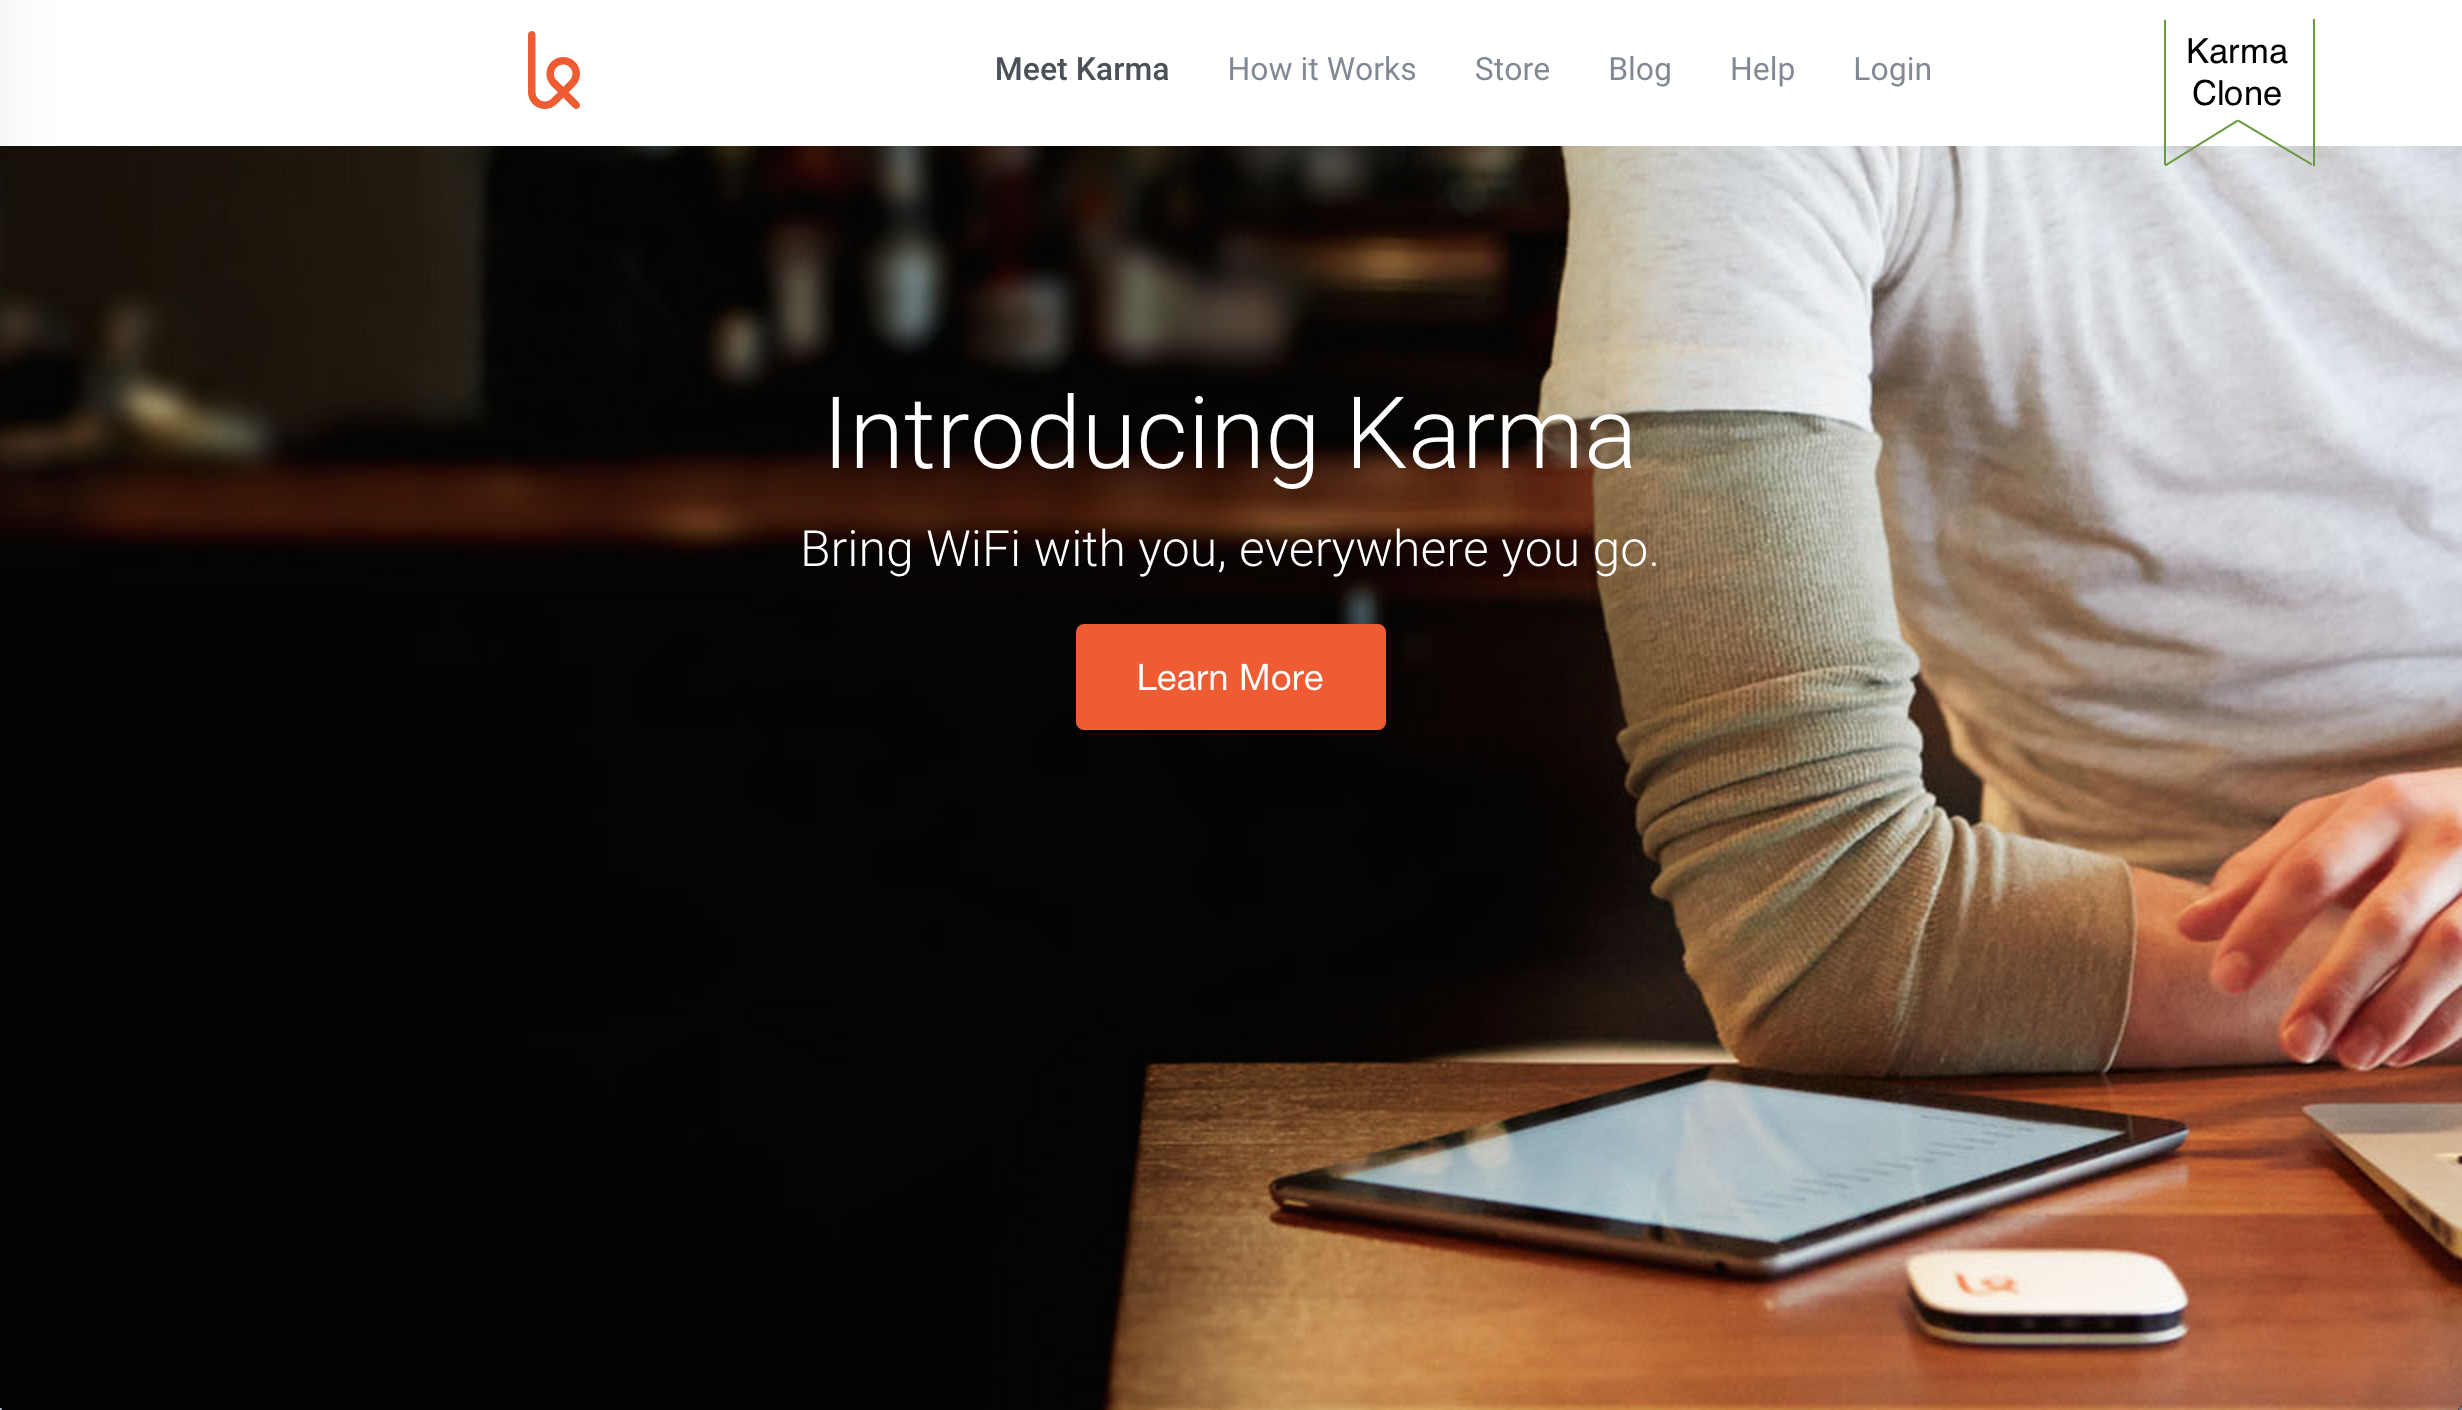 Meet Karma
How it Works
Store
Blog
Help
Login
Karma
Clone
Introducing Karma
Bring WiFi with you, everywhere you go.
Learn More